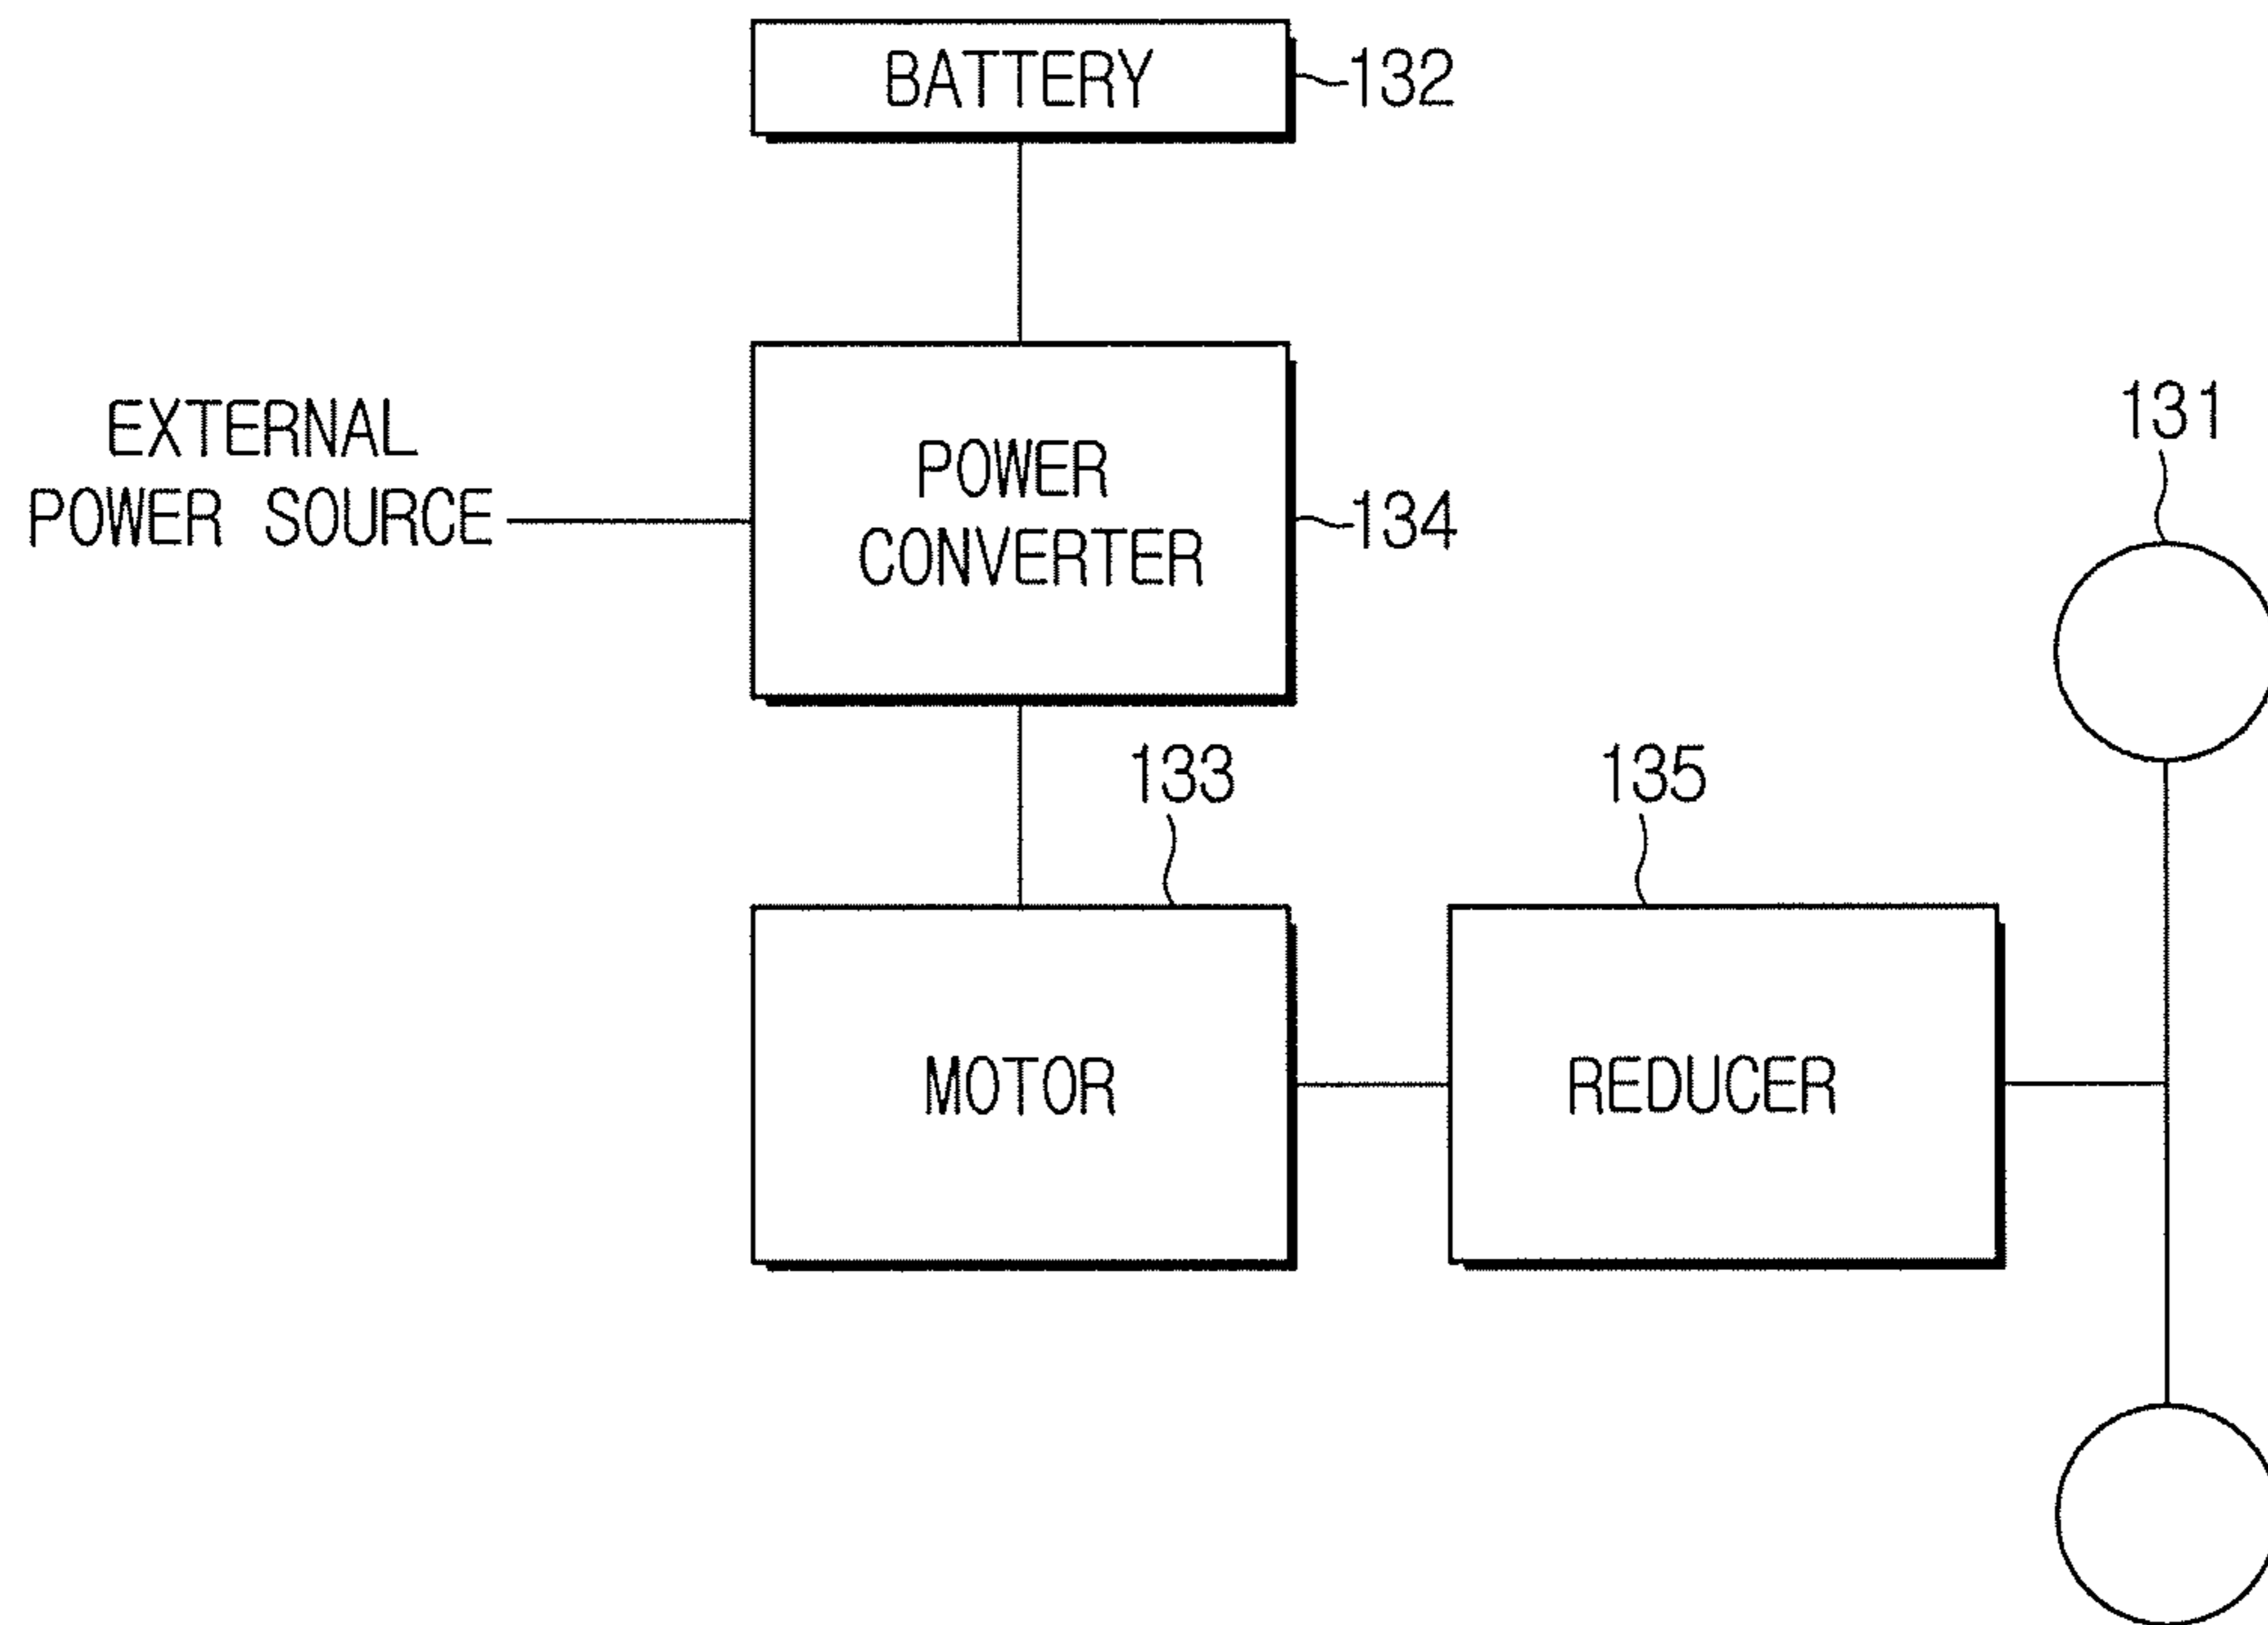 BATTERY
132
EXTERNAL
POWER SOURCE
POWER
CONVERTER
134
131
133
135
MOTOR
REDUCER